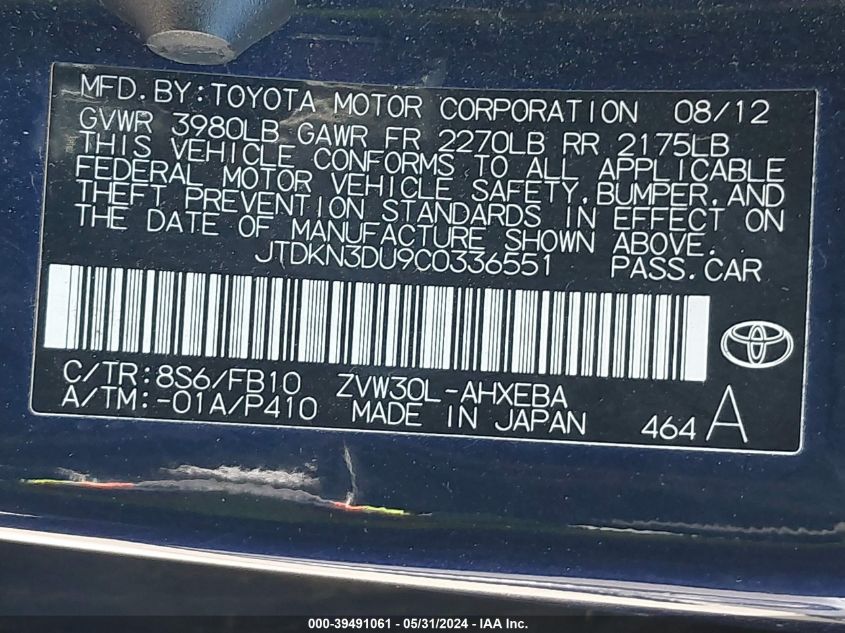 MFD.BY:TOYOTA MOTOR CORPORATION 08/12
GVWR 3980LB GAWR FR 2270LB RR 2175LB
THIS VEHICLE CONFORMS TO ALL APPLICABLE
FEDERAL MOTOR VEHICLE SAFETY,BUMPER,AND
THEFT PREVENTION STANDARDS IN EFFECT ON
THE DATE OF MANUFACTURE SHOWN ABOVE.
JTDKN3DU9C0336551 PASS.CAR
C/TR:8S6/FB10 ZVW30L-AHXEBA
A/TM:-01A/P410 MADE IN JAPAN 464 A
000-39491061 - 05/31/2024 - IAA Inc.